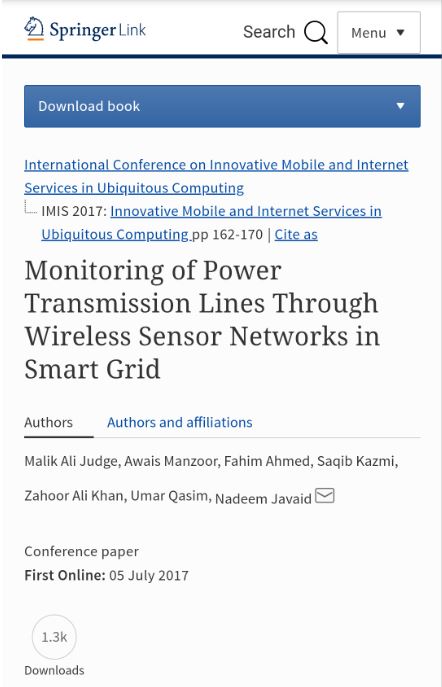 Springer Link
Search
Menu
Download book
International Conference on Innovative Mobile and Internet
Services in Ubiquitous Computing
IMIS 2017: Innovative Mobile and Internet Services in
Ubiquitous Computing pp 162-170 | Cite as
Monitoring of Power
Transmission Lines Through
Wireless Sensor Networks in
Smart Grid
Authors
Authors and affiliations
Malik Ali Judge, Awais Manzoor, Fahim Ahmed, Saqib Kazmi,
Zahoor Ali Khan, Umar Qasim, Nadeem Javaid
Conference paper
First Online: 05 July 2017
1.3k
Downloads